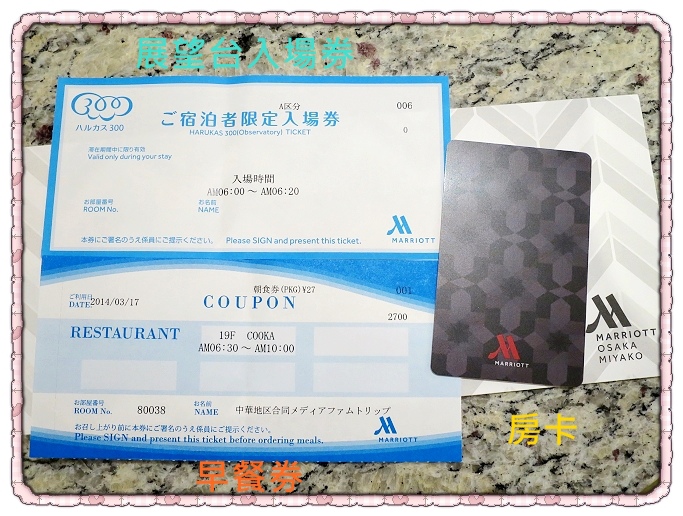 展望台入場券
ハルカス300
A区分
006
ご宿泊者限定入場券
HARUKAS 300(Observatory) TICKET
0
滞在期間中に限り有効
Valid only during your stay
入場時間
AM06:00 ～ AM06:20
お部屋番号
ROOM No.
お名前
NAME
本券にご署名のうえ係員にご提示ください。 Please SIGN and present this ticket.
MARRIOTT
朝食券(PKG)¥27
001
ご利用日
DATE 2014/03/17
COUPON
2700
RESTAURANT
19F COOKA
AM06:30 ～ AM10:00
お部屋番号
ROOM No. 80038
お名前
NAME 中華地区合同メディアファムトリップ
お召し上がり前に本券にご署名のうえ係員にご提示ください。
Please SIGN and present this ticket before ordering meals.
MARRIOTT
MARRIOTT
MARRIOTT
OSAKA
MIYAKO
房卡
早餐券